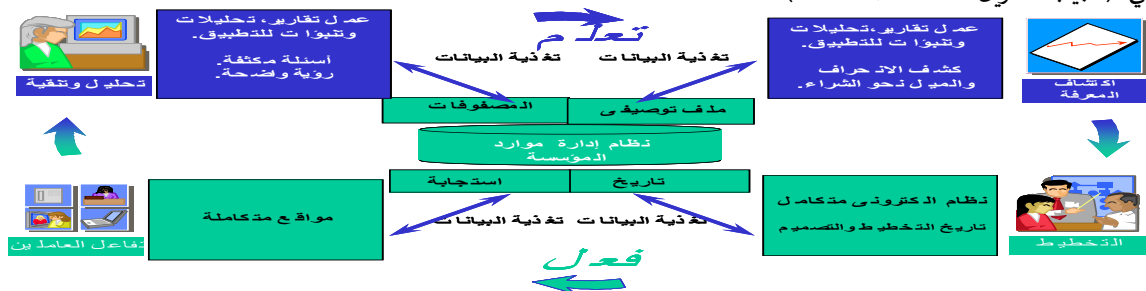 تعلم
عمل تقارير،تحليلات
وتنبؤات للتطبيق.
كشف الانحراف
والميل نحو الشراء.
اكتشاف
المعرفة
عمل تقارير،تحليلات
وتنبؤات للتطبيق.
أسئلة مكثفة.
رؤية واضحة.
تحليل وتنقية
تغذية البيانات
تغذية البيانات
ملف توصيفى
المصفوفات
نظام إدارة موارد
المؤسسة
تاريخ
استجابة
تغذية البيانات
تغذية البيانات
نظام الكترونى متكامل
تاريخ التخطيط والتصميم
التخطيط
مواقع متكاملة
تفاعل العاملين
فعل